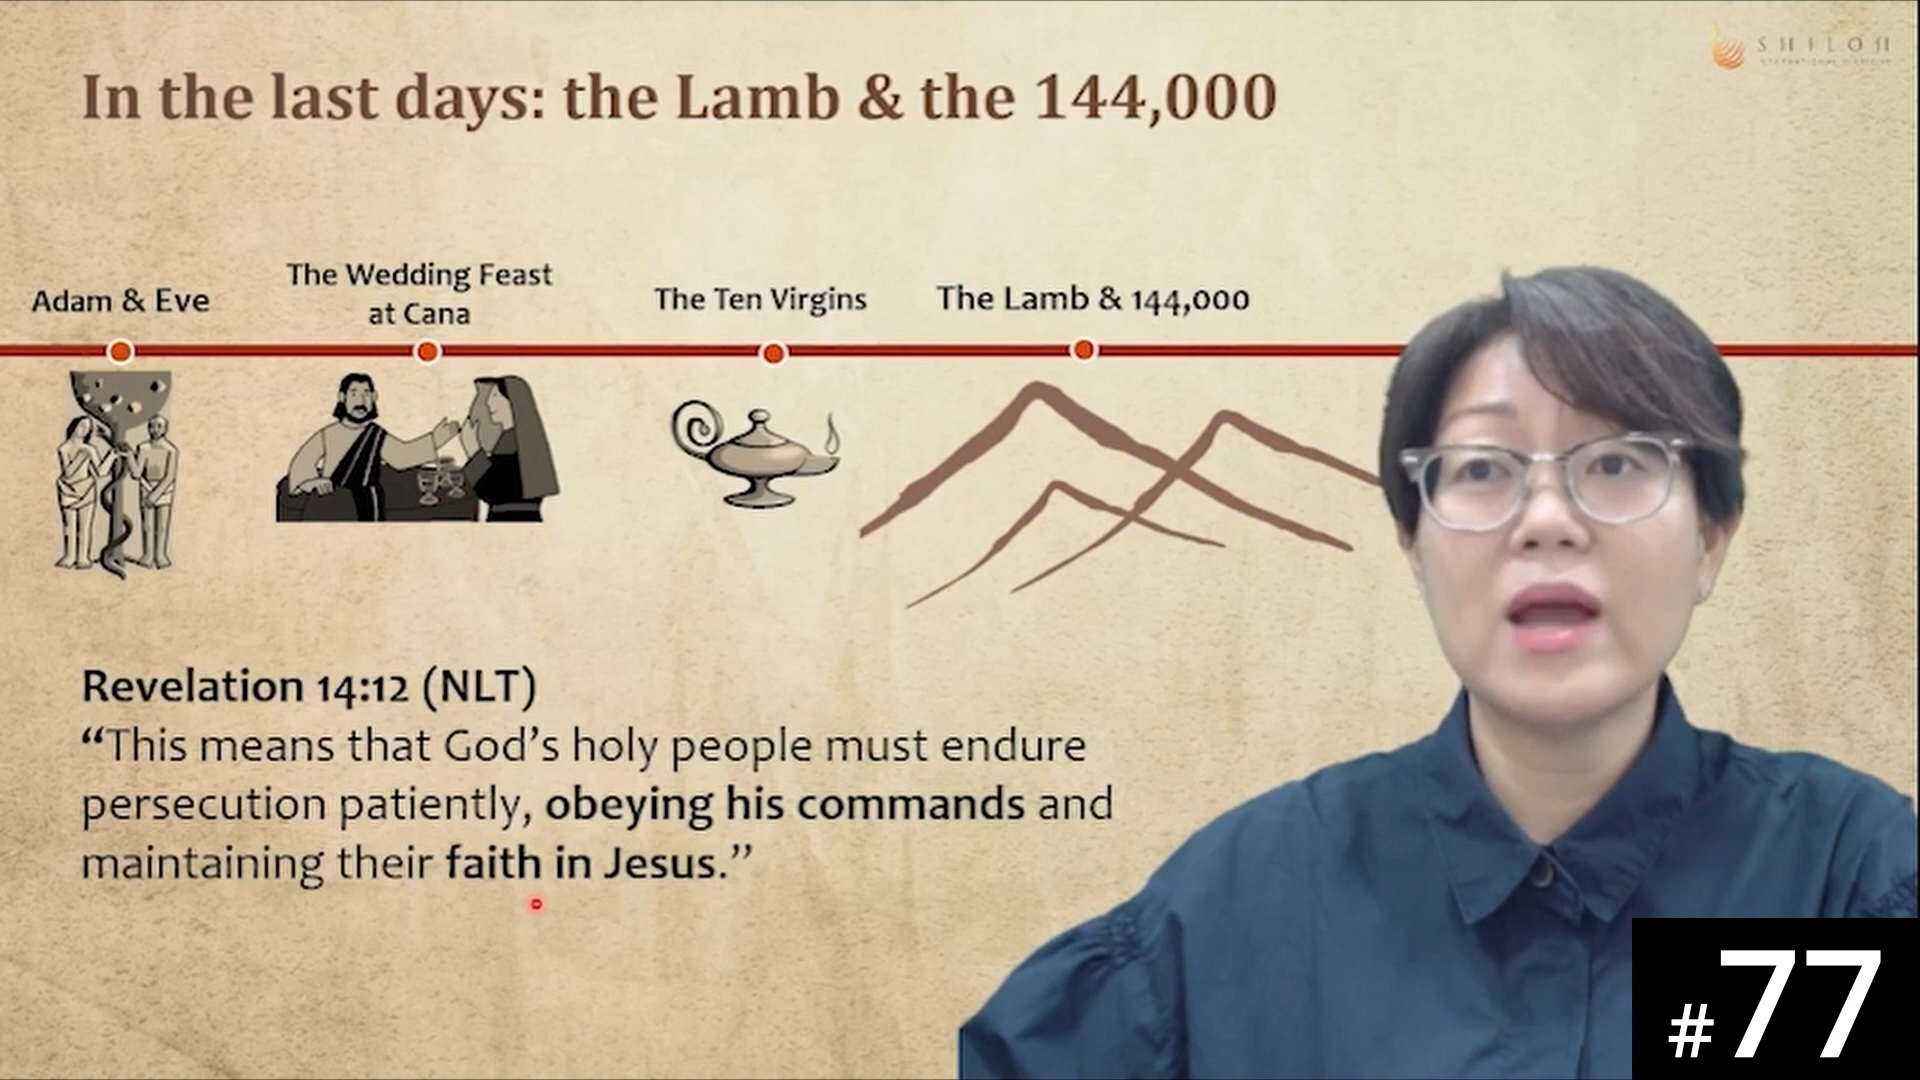 SHILOH
In the last days: the Lamb & the 144,000
Adam & Eve
The Wedding Feast
at Cana
The Ten Virgins
The Lamb & 144,000
Revelation 14:12 (NLT)
“This means that God’s holy people must endure
persecution patiently, obeying his commands and
maintaining their faith in Jesus.”
#77